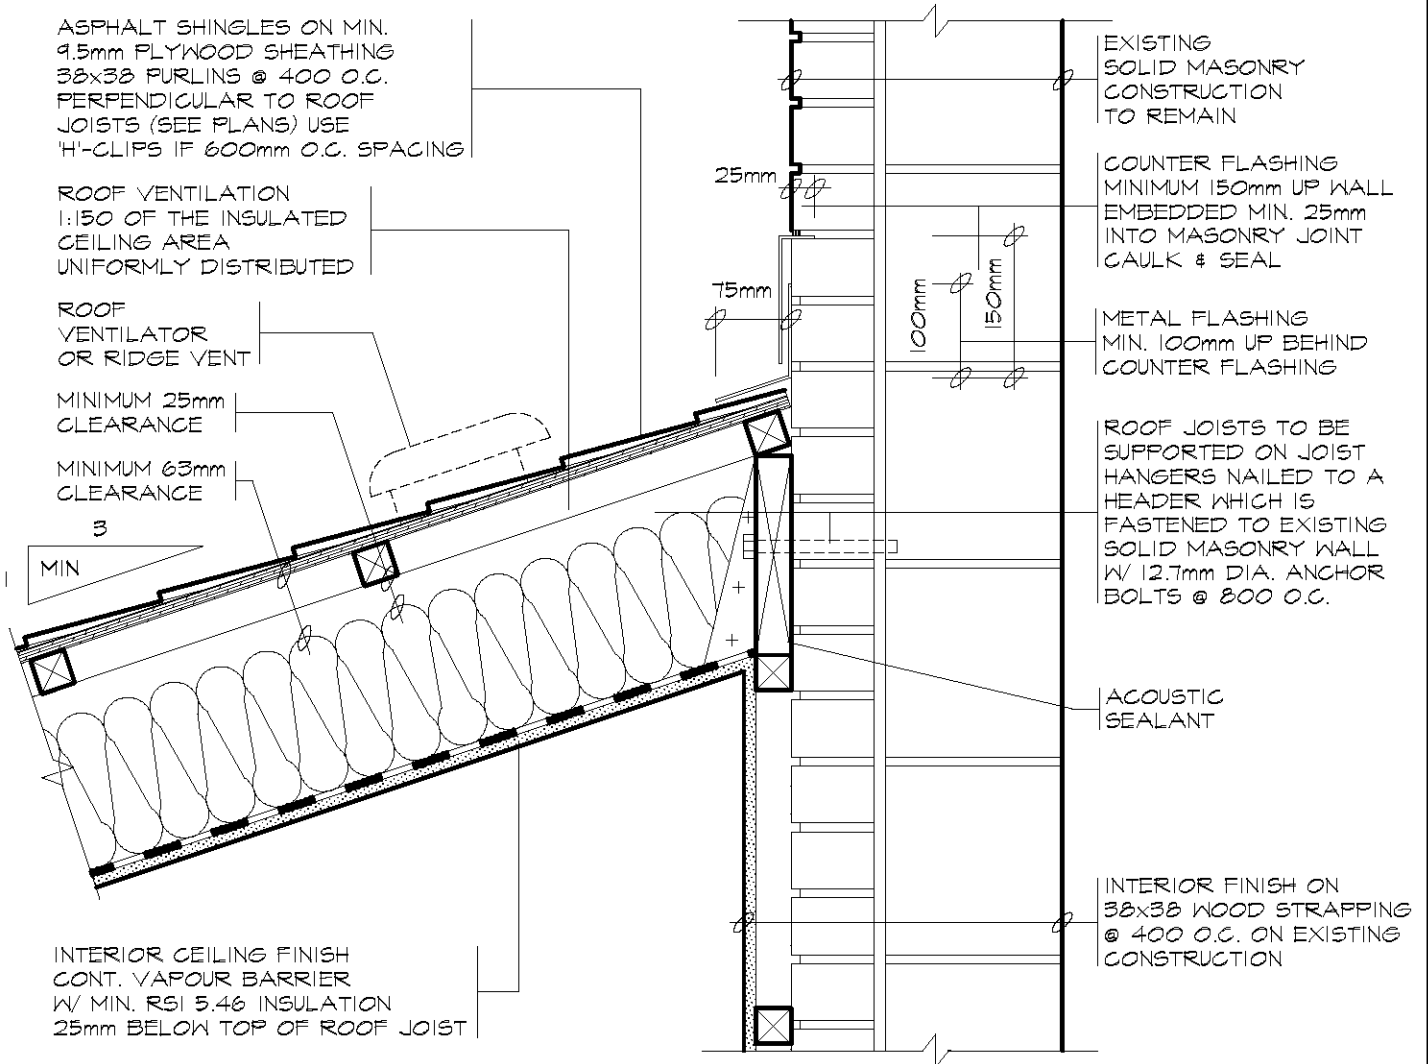 ASPHALT SHINGLES ON MIN.
9.5mm PLYWOOD SHEATHING
38x38 PURLINS @ 400 O.C.
PERPENDICULAR TO ROOF
JOISTS (SEE PLANS) USE
'H'-CLIPS IF 600mm O.C. SPACING
ROOF VENTILATION
1:150 OF THE INSULATED
CEILING AREA
UNIFORMLY DISTRIBUTED
ROOF
VENTILATOR
OR RIDGE VENT
MINIMUM 25mm
CLEARANCE
MINIMUM 63mm
CLEARANCE
3
1
MIN
INTERIOR CEILING FINISH
CONT. VAPOUR BARRIER
W/ MIN. RSI 5.46 INSULATION
25mm BELOW TOP OF ROOF JOIST
25mm
75mm
100mm
150mm
EXISTING
SOLID MASONRY
CONSTRUCTION
TO REMAIN
COUNTER FLASHING
MINIMUM 150mm UP WALL
EMBEDDED MIN. 25mm
INTO MASONRY JOINT
CAULK & SEAL
METAL FLASHING
MIN. 100mm UP BEHIND
COUNTER FLASHING
ROOF JOISTS TO BE
SUPPORTED ON JOIST
HANGERS NAILED TO A
HEADER WHICH IS
FASTENED TO EXISTING
SOLID MASONRY WALL
W/ 12.7mm DIA. ANCHOR
BOLTS @ 800 O.C.
ACOUSTIC
SEALANT
INTERIOR FINISH ON
38x38 WOOD STRAPPING
@ 400 O.C. ON EXISTING
CONSTRUCTION